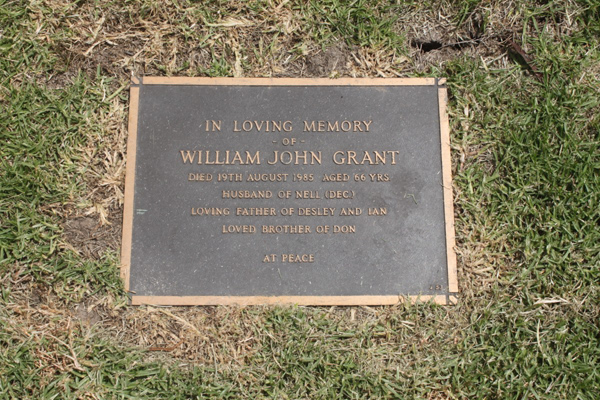 IN LOVING MEMORY
- OF -
WILLIAM JOHN GRANT
DIED 19TH AUGUST 1985 AGED 66 YRS.
HUSBAND OF NELL (DEC)
LOVING FATHER OF DESLEY AND IAN
LOVED BROTHER OF DON
AT PEACE